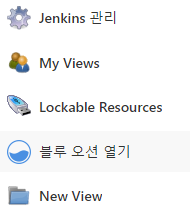 Jenkins 관리
My Views
Lockable Resources
블루 오션 열기
New View